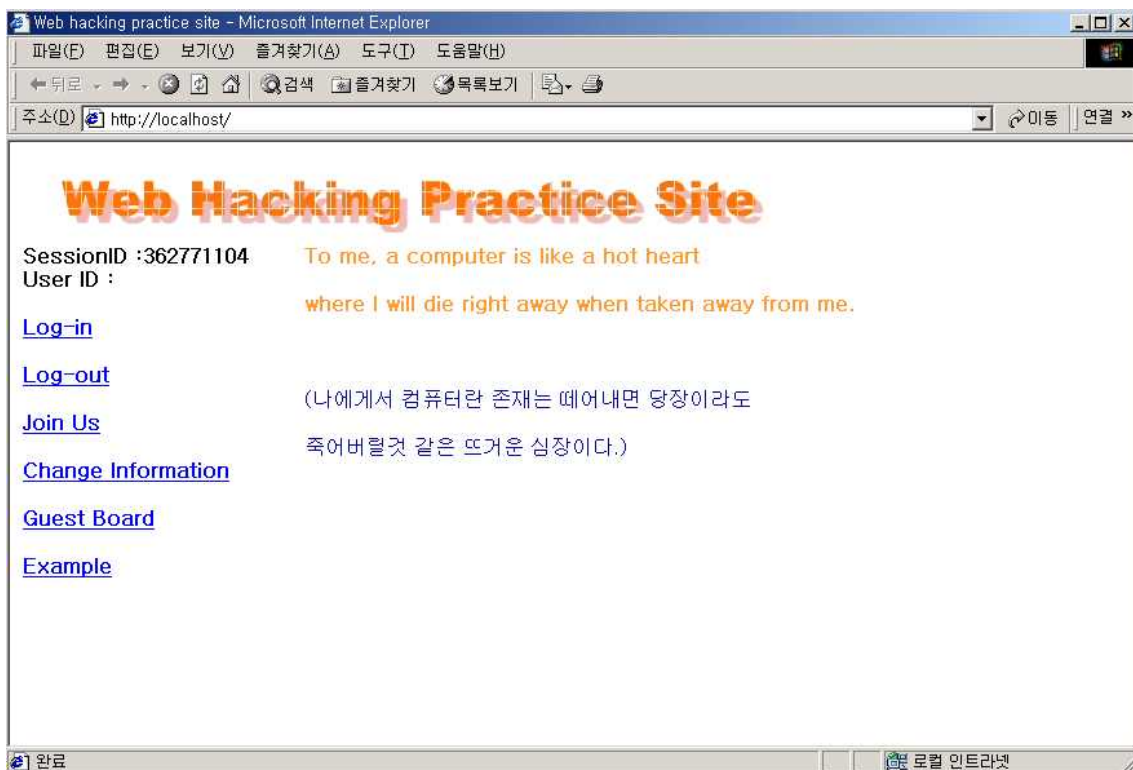 Web hacking practice site - Microsoft Internet Explorer
파일(F) 편집(E) 보기(V) 즐겨찾기(A) 도구(T) 도움말(H)
뒤로 검색 즐겨찾기 목록보기
주소(D) http://localhost/ 이동 연결 »
Web Hacking Practice Site
SessionID :362771104
User ID :
Log-in
Log-out
Join Us
Change Information
Guest Board
Example
To me, a computer is like a hot heart
where I will die right away when taken away from me.
(나에게서 컴퓨터란 존재는 떼어내면 당장이라도
죽어버릴것 같은 뜨거운 심장이다.)
완료 로컬 인트라넷